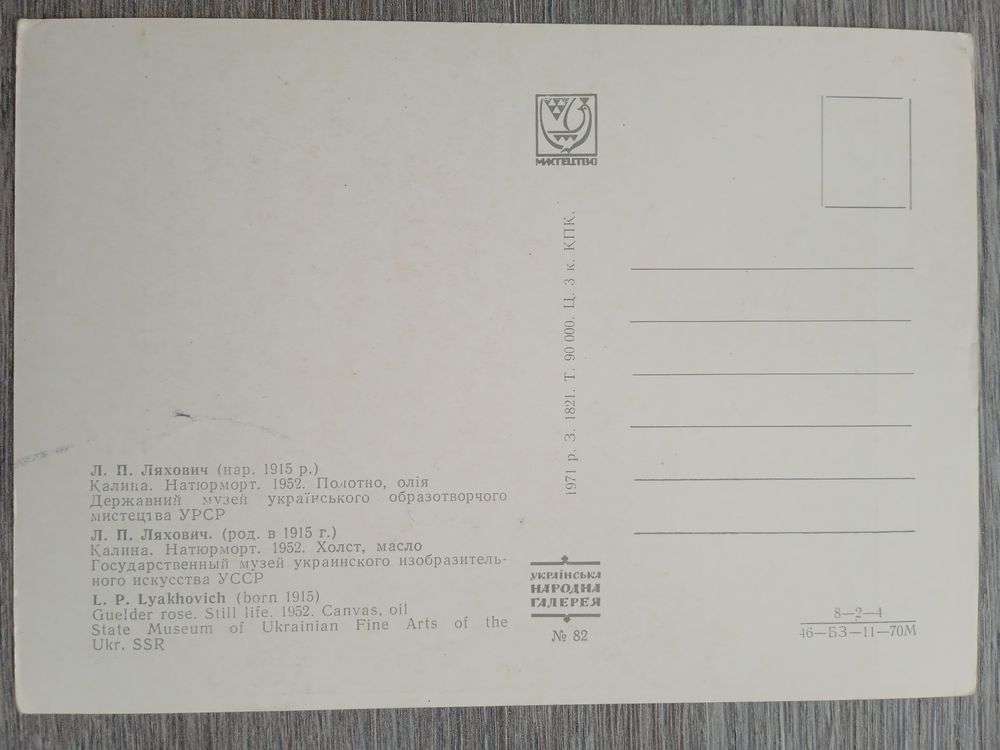 Л. П. Ляхович (нар. 1915 р.)
Калина. Натюрморт. 1952. Полотно, олія
Державний музей українського образотворчого
мистецтва УРСР
Л. П. Ляхович. (род. в 1915 г.)
Калина. Натюрморт. 1952. Холст, масло
Государственный музей украинского изобразитель-
ного искусства УССР
L. P. Lyakhovich (born 1915)
Guelder rose. Still life. 1952. Canvas, oil
State Museum of Ukrainian Fine Arts of the
Ukr. SSR
МИСТЕЦТВО
1971 р. З. 1821. Т. 90 000. Ц. 3 к. КПК.
УКРАЇНСЬКА
НАРОДНА
ГАЛЕРЕЯ
№ 82
8—2—4
46—БЗ—11—70М